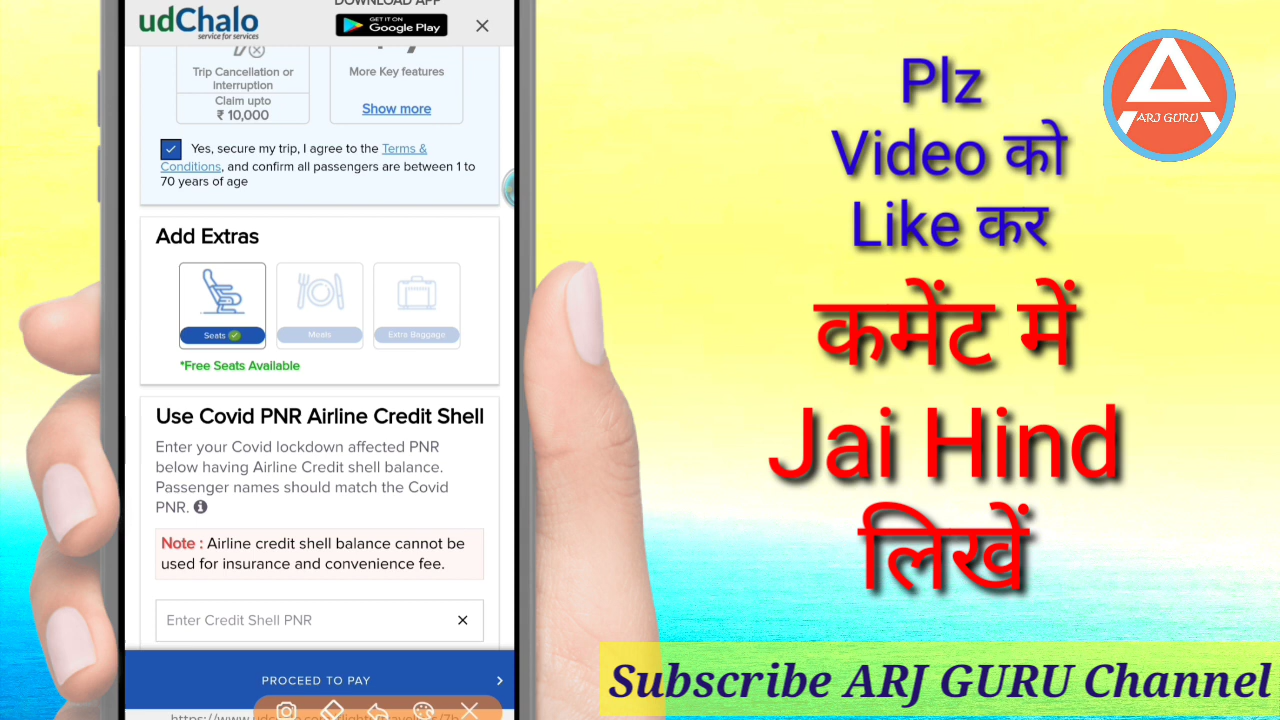 DOWNLOAD APP
udChalo
service for services
GET IT ON
Google Play
Trip Cancellation or
interruption
Claim upto
₹ 10,000
More Key features
Show more
Yes, secure my trip, I agree to the Terms &
Conditions, and confirm all passengers are between 1 to
70 years of age
Add Extras
Seats
Meals
Extra Baggage
*Free Seats Available
Use Covid PNR Airline Credit Shell
Enter your Covid lockdown affected PNR
below having Airline Credit shell balance.
Passenger names should match the Covid
PNR.
Note : Airline credit shell balance cannot be
used for insurance and convenience fee.
Enter Credit Shell PNR
PROCEED TO PAY
Plz
Video को
Like कर
कमेंट में
Jai Hind
लिखें
ARJ GURU
Subscribe ARJ GURU Channel